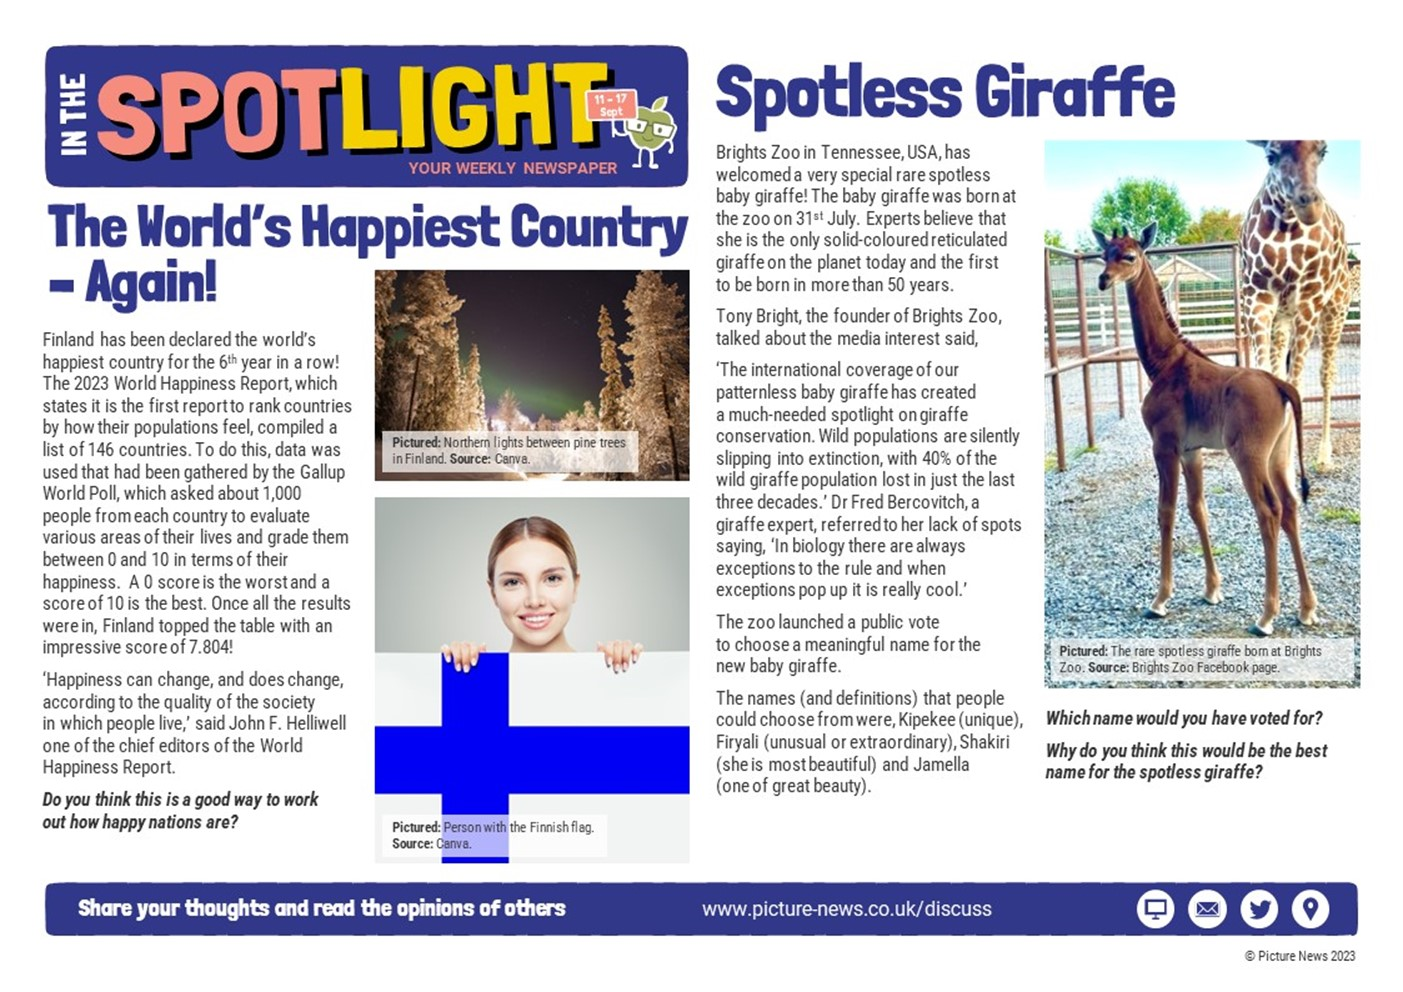 IN THE
SPOTLIGHT
11 - 17
Sept
YOUR WEEKLY NEWSPAPER
The World's Happiest Country
– Again!
Finland has been declared the world's
happiest country for the 6th year in a row!
The 2023 World Happiness Report, which
states it is the first report to rank countries
by how their populations feel, compiled a
list of 146 countries. To do this, data was
used that had been gathered by the Gallup
World Poll, which asked about 1,000
people from each country to evaluate
various areas of their lives and grade them
between 0 and 10 in terms of their
happiness. A 0 score is the worst and a
score of 10 is the best. Once all the results
were in, Finland topped the table with an
impressive score of 7.804!
'Happiness can change, and does change,
according to the quality of the society
in which people live,' said John F. Helliwell
one of the chief editors of the World
Happiness Report.
Do you think this is a good way to work
out how happy nations are?
Pictured: Northern lights between pine trees
in Finland. Source: Canva.
Pictured: Person with the Finnish flag.
Source: Canva.
Spotless Giraffe
Brights Zoo in Tennessee, USA, has
welcomed a very special rare spotless
baby giraffe! The baby giraffe was born at
the zoo on 31st July. Experts believe that
she is the only solid-coloured reticulated
giraffe on the planet today and the first
to be born in more than 50 years.
Tony Bright, the founder of Brights Zoo,
talked about the media interest said,
'The international coverage of our
patternless baby giraffe has created
a much-needed spotlight on giraffe
conservation. Wild populations are silently
slipping into extinction, with 40% of the
wild giraffe population lost in just the last
three decades.' Dr Fred Bercovitch, a
giraffe expert, referred to her lack of spots
saying, 'In biology there are always
exceptions to the rule and when
exceptions pop up it is really cool.'
The zoo launched a public vote
to choose a meaningful name for the
new baby giraffe.
The names (and definitions) that people
could choose from were, Kipekee (unique),
Firyali (unusual or extraordinary), Shakiri
(she is most beautiful) and Jamella
(one of great beauty).
Pictured: The rare spotless giraffe born at Brights
Zoo. Source: Brights Zoo Facebook page.
Which name would you have voted for?
Why do you think this would be the best
name for the spotless giraffe?
Share your thoughts and read the opinions of others
www.picture-news.co.uk/discuss
© Picture News 2023